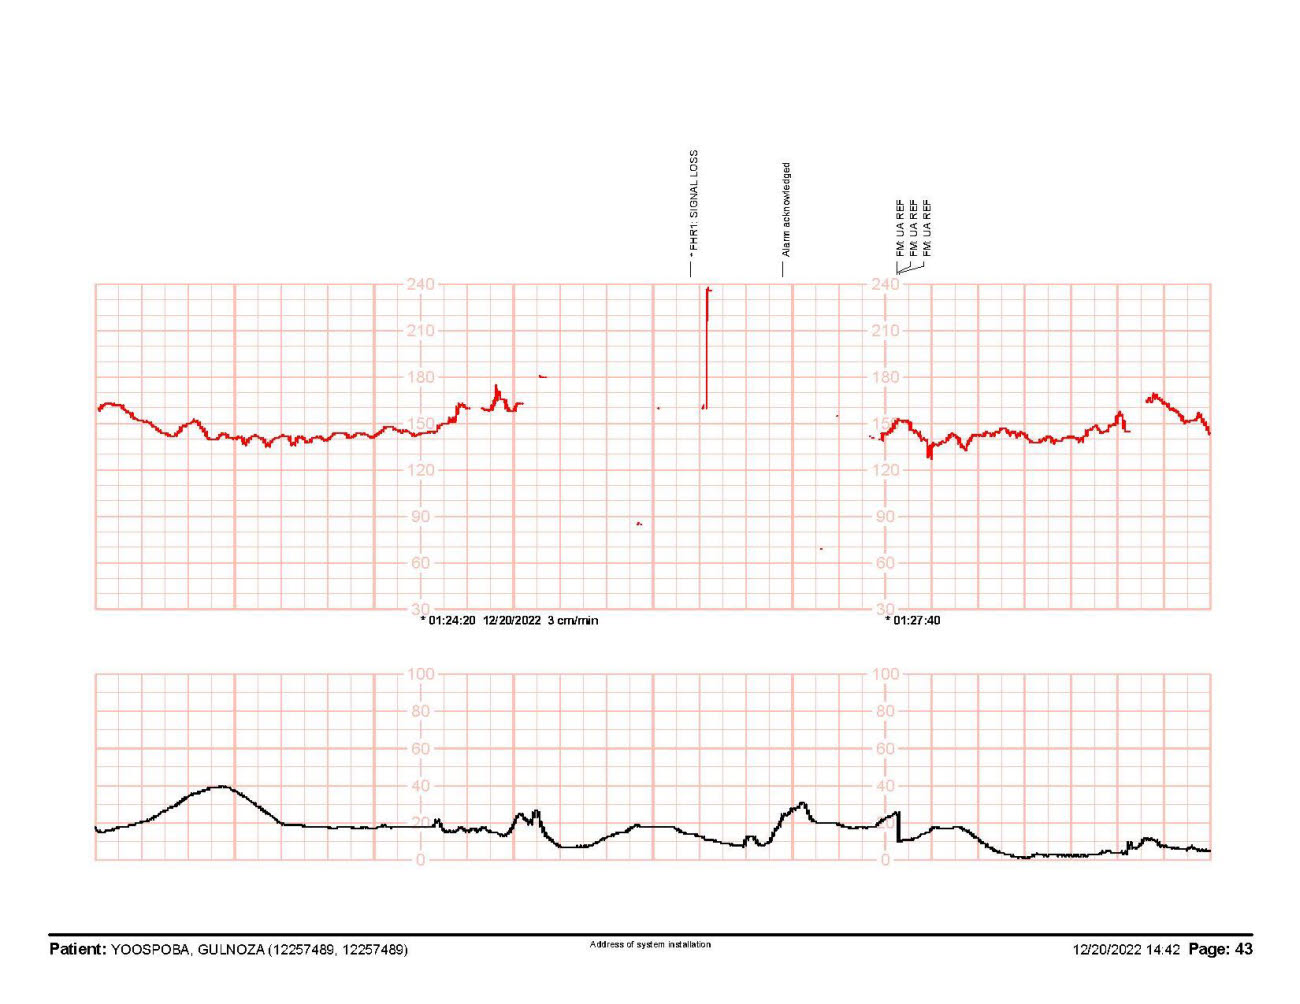 * FHR1: SIGNAL LOSS
Alarm acknowledged
FM: UA REF
FM: UA REF
FM: UA REF
240 240
210 210
180 180
150 150
120 120
90 90
60 60
30 30
* 01:24:20 12/20/2022 3 cm/min * 01:27:40
100 100
80 80
60 60
40 40
20 20
0 0
Patient: YOOSPOBA, GULNOZA (12257489, 12257489) Address of system installation 12/20/2022 14:42 Page: 43